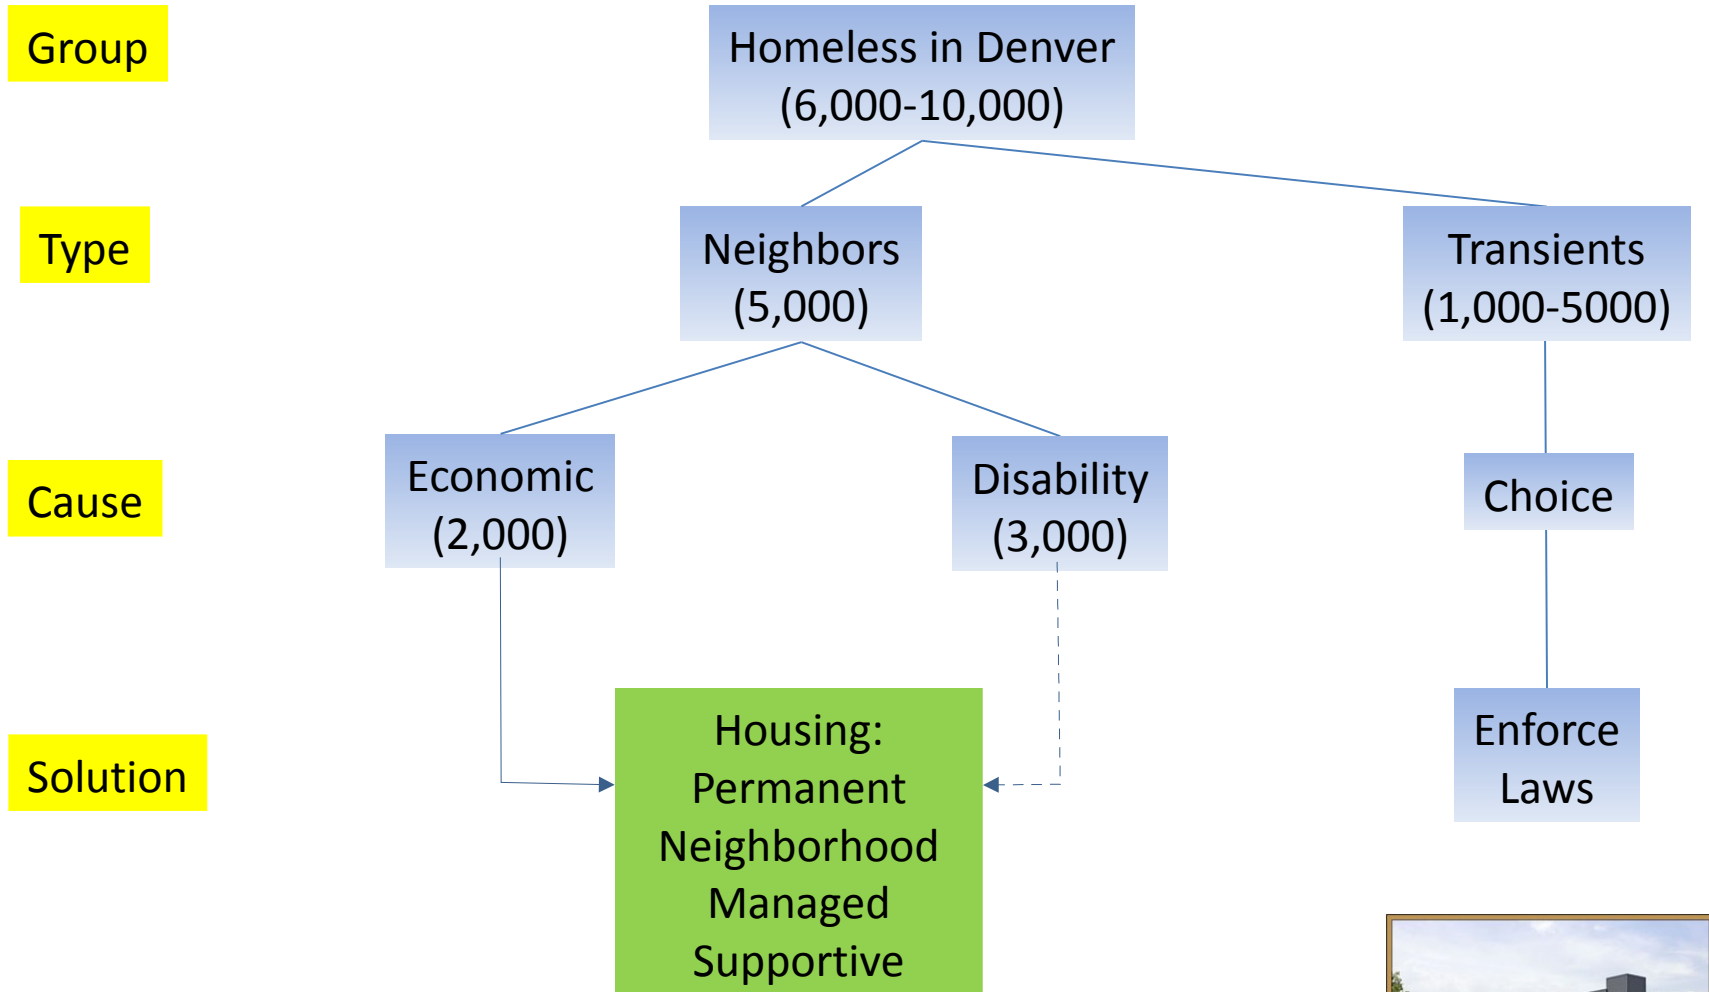 Group
Homeless in Denver
(6,000-10,000)
Type
Neighbors
(5,000)
Transients
(1,000-5000)
Cause
Economic
(2,000)
Disability
(3,000)
Choice
Solution
Housing:
Permanent
Neighborhood
Managed
Supportive
Enforce
Laws